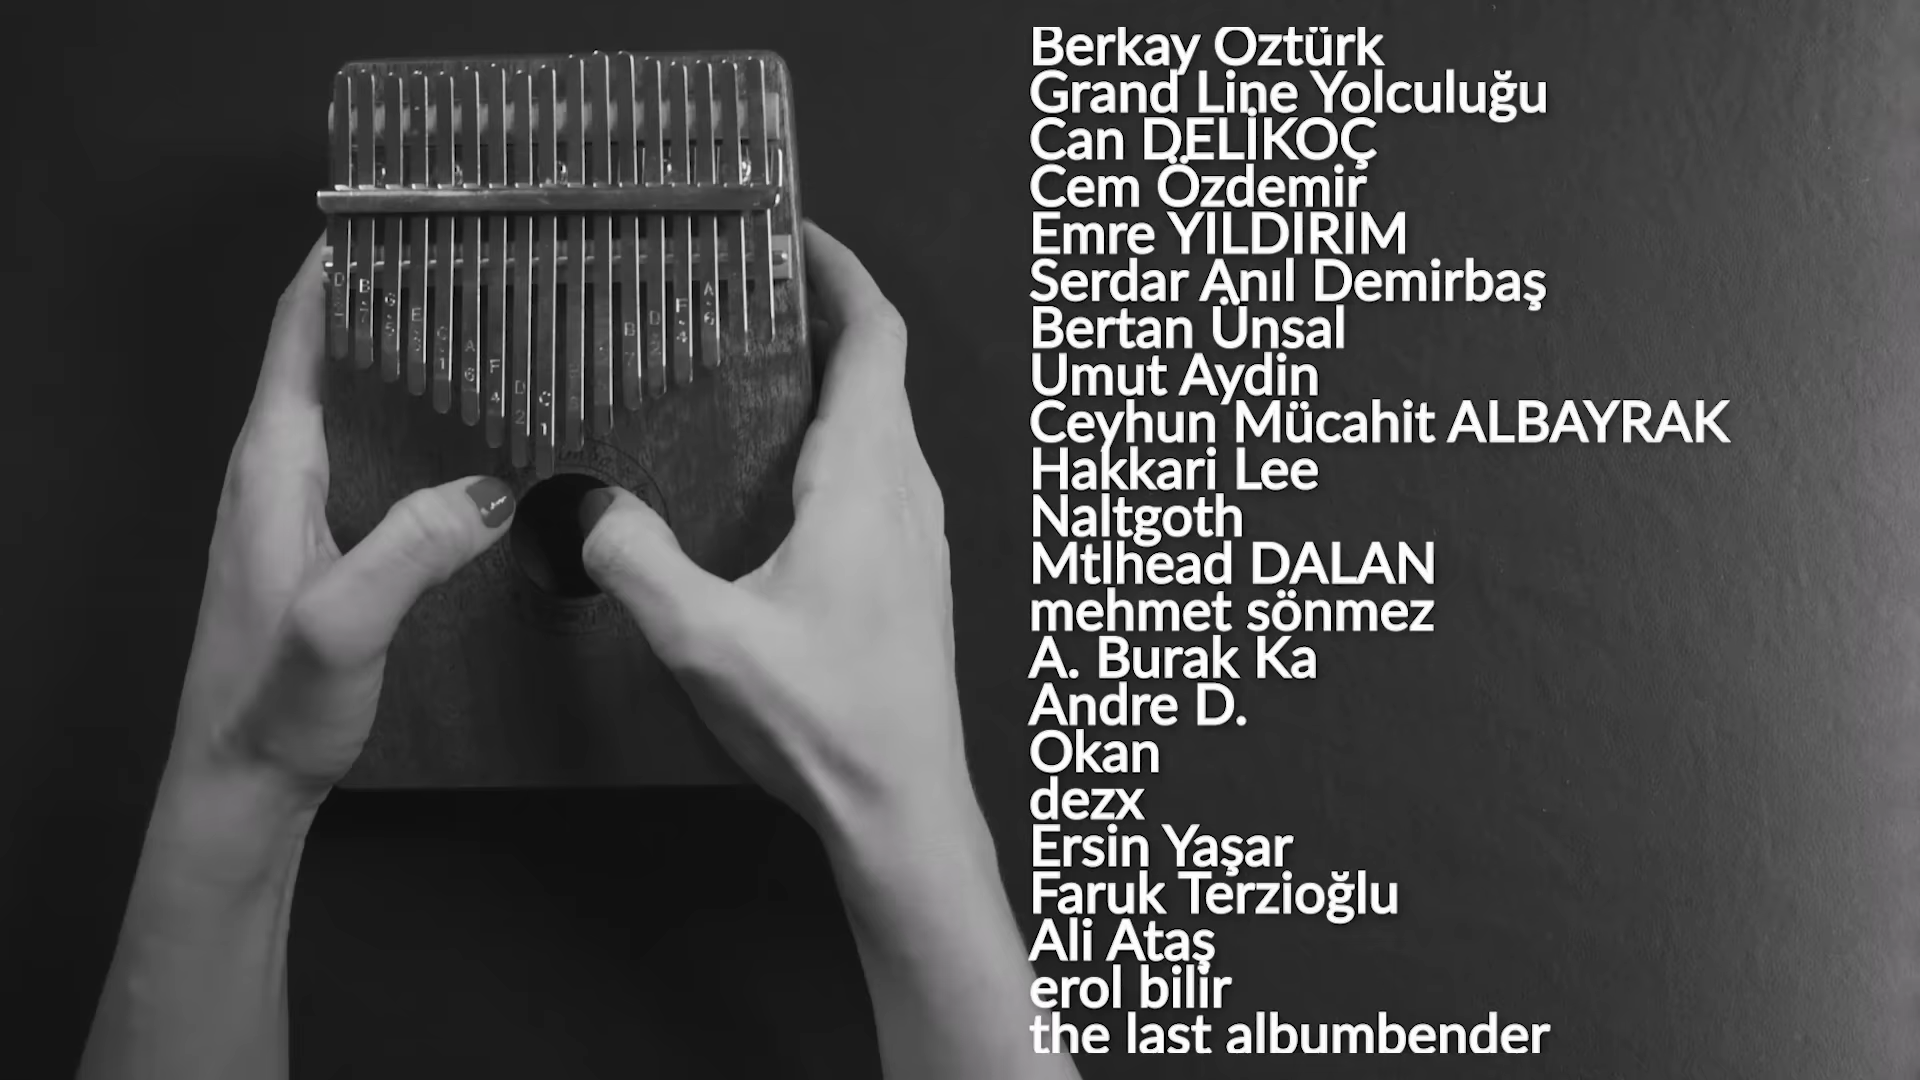 Berkay Öztürk
Grand Line Yolculuğu
Can DELİKOÇ
Cem Özdemir
Emre YILDIRIM
Serdar Anıl Demirbaş
Bertan Ünsal
Umut Aydin
Ceyhun Mücahit ALBAYRAK
Hakkari Lee
Naltgoth
Mtlhead DALAN
mehmet sönmez
A. Burak Ka
Andre D.
Okan
dezx
Ersin Yaşar
Faruk Terzioğlu
Ali Ataş
erol bilir
the last albumbender